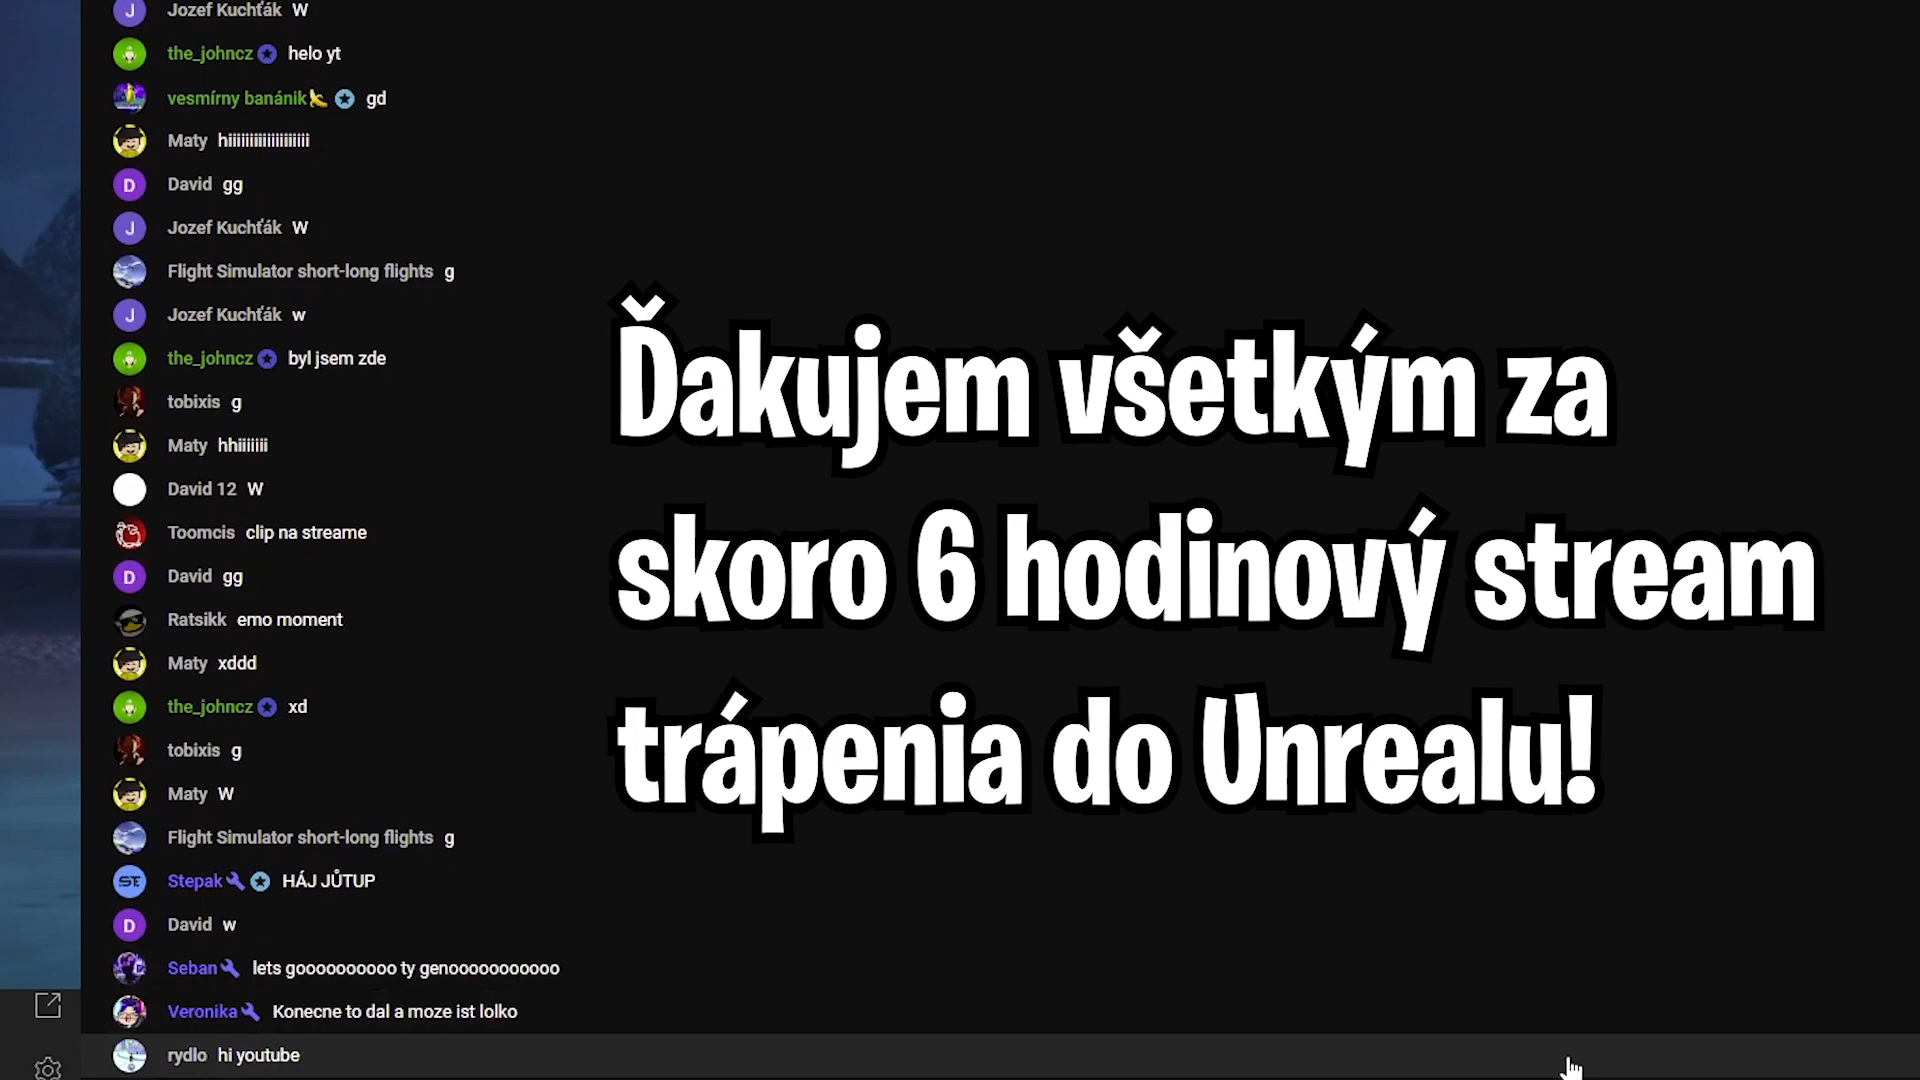 Jozef Kuchťák W
the_johncz helo yt
vesmírny banánik🍌 gd
Maty hiiiiiiiiiiiiiiiiiiii
David gg
Jozef Kuchťák W
Flight Simulator short-long flights g
Jozef Kuchťák w
the_johncz byl jsem zde
tobixis g
Maty hhiiiiiii
David 12 W
Toomcis clip na streame
David gg
Ratsikk emo moment
Maty xddd
the_johncz xd
tobixis g
Maty W
Flight Simulator short-long flights g
Stepak HÁJ JŮTUP
David w
Seban lets goooooooooo ty genooooooooooo
Veronika Konecne to dal a moze ist lolko
rydlo hi youtube
Ďakujem všetkým za
skoro 6 hodinový stream
trápenia do Unrealu!